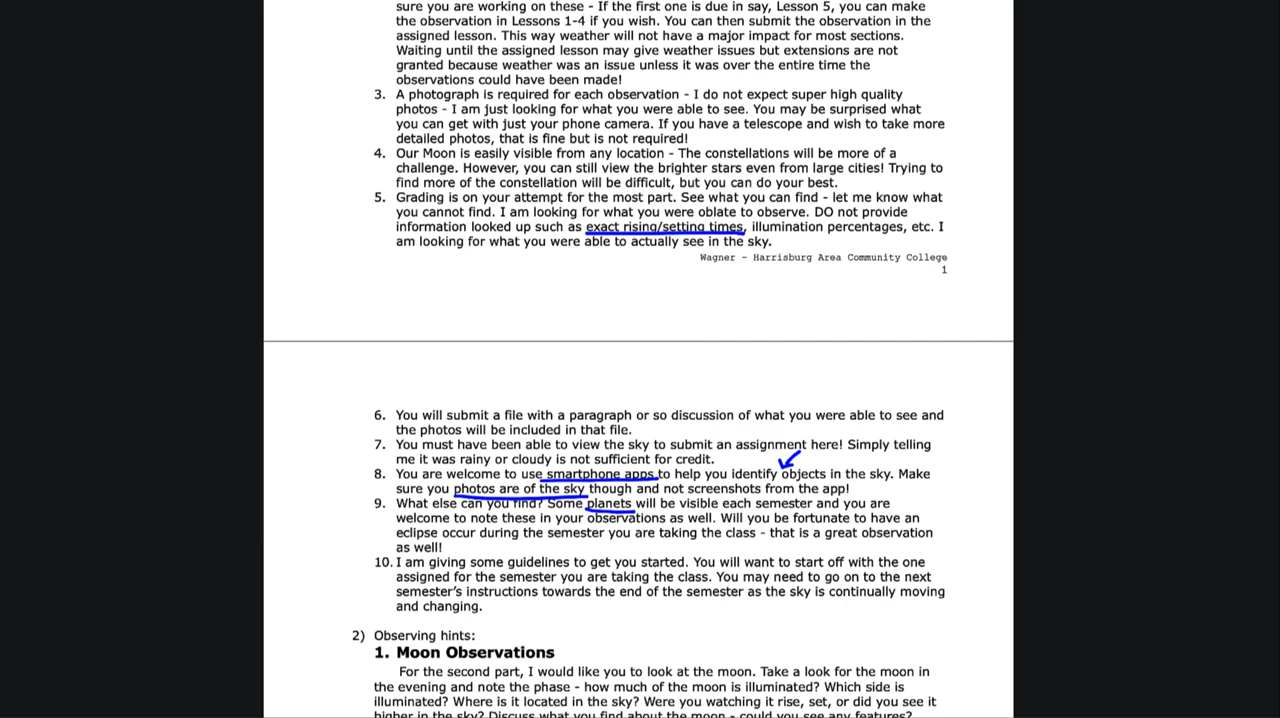 sure you are working on these - If the first one is due in say, Lesson 5, you can make
the observation in Lessons 1-4 if you wish. You can then submit the observation in the
assigned lesson. This way weather will not have a major impact for most sections.
Waiting until the assigned lesson may give weather issues but extensions are not
granted because weather was an issue unless it was over the entire time the
observations could have been made!
3. A photograph is required for each observation - I do not expect super high quality
photos - I am just looking for what you were able to see. You may be surprised what
you can get with just your phone camera. If you have a telescope and wish to take more
detailed photos, that is fine but is not required!
4. Our Moon is easily visible from any location - The constellations will be more of a
challenge. However, you can still view the brighter stars even from large cities! Trying to
find more of the constellation will be difficult, but you can do your best.
5. Grading is on your attempt for the most part. See what you can find - let me know what
you cannot find. I am looking for what you were oblate to observe. DO not provide
information looked up such as exact rising/setting times, illumination percentages, etc. I
am looking for what you were able to actually see in the sky.
Wagner - Harrisburg Area Community College
1
6. You will submit a file with a paragraph or so discussion of what you were able to see and
the photos will be included in that file.
7. You must have been able to view the sky to submit an assignment here! Simply telling
me it was rainy or cloudy is not sufficient for credit.
8. You are welcome to use smartphone apps to help you identify objects in the sky. Make
sure you photos are of the sky though and not screenshots from the app!
9. What else can you find? Some planets will be visible each semester and you are
welcome to note these in your observations as well. Will you be fortunate to have an
eclipse occur during the semester you are taking the class - that is a great observation
as well!
10. I am giving some guidelines to get you started. You will want to start off with the one
assigned for the semester you are taking the class. You may need to go on to the next
semester's instructions towards the end of the semester as the sky is continually moving
and changing.
2) Observing hints:
1. Moon Observations
For the second part, I would like you to look at the moon. Take a look for the moon in
the evening and note the phase - how much of the moon is illuminated? Which side is
illuminated? Where is it located in the sky? Were you watching it rise, set, or did you see it
higher in the sky? Discuss what you find about the moon - could you see any features?